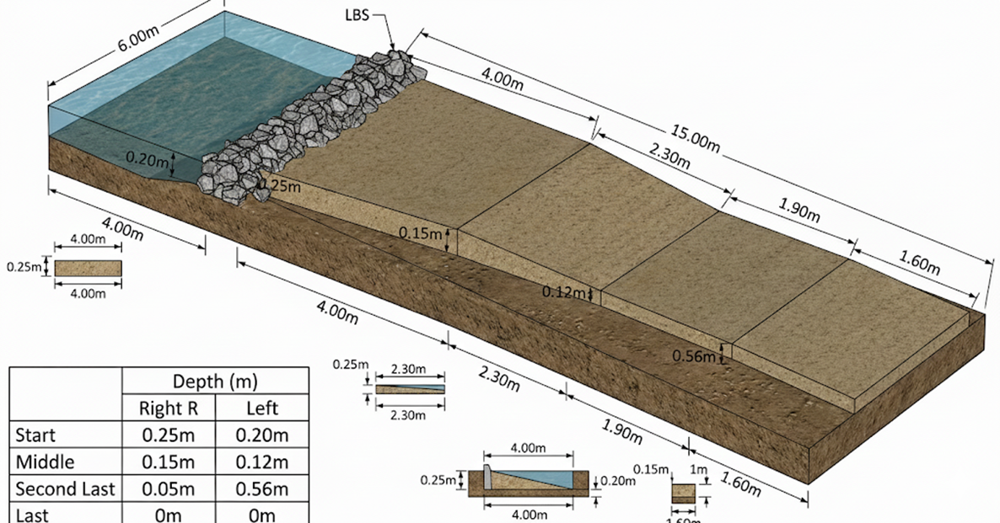 LBS
6.00m
4.00m
15.00m
2.30m
0.20m
0.25m
1.90m
0.15m
1.60m
4.00m
4.00m
0.25m
4.00m
0.12m
4.00m
0.56m
0.25m
2.30m
2.30m
2.30m
1.90m
4.00m
0.15m
1m
1.60m
0.25m
0.20m
4.00m
1.60m
Depth (m)
Right R Left
Start 0.25m 0.20m
Middle 0.15m 0.12m
Second Last 0.05m 0.56m
Last 0m 0m